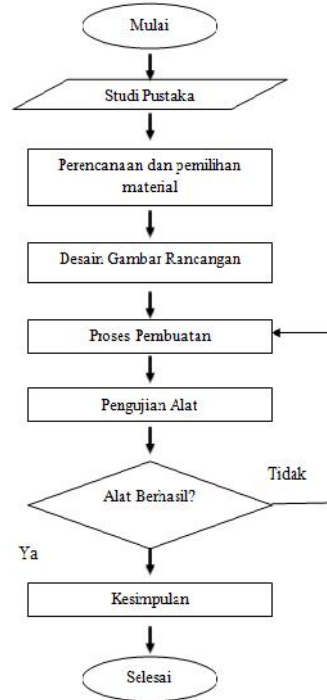 Mulai
Studi Pustaka
Perencanaan dan pemilihan
material
Desain Gambar Rancangan
Proses Pembuatan
Pengujian Alat
Alat Berhasil?
Tidak
Ya
Kesimpulan
Selesai